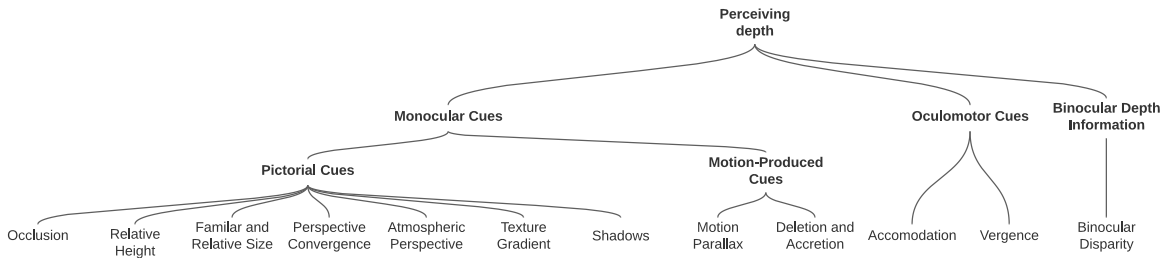 Perceiving
depth
Monocular Cues
Oculomotor Cues
Binocular Depth
Information
Pictorial Cues
Motion-Produced
Cues
Occlusion
Relative
Height
Familar and
Relative Size
Perspective
Convergence
Atmospheric
Perspective
Texture
Gradient
Shadows
Motion
Parallax
Deletion and
Accretion
Accomodation
Vergence
Binocular
Disparity